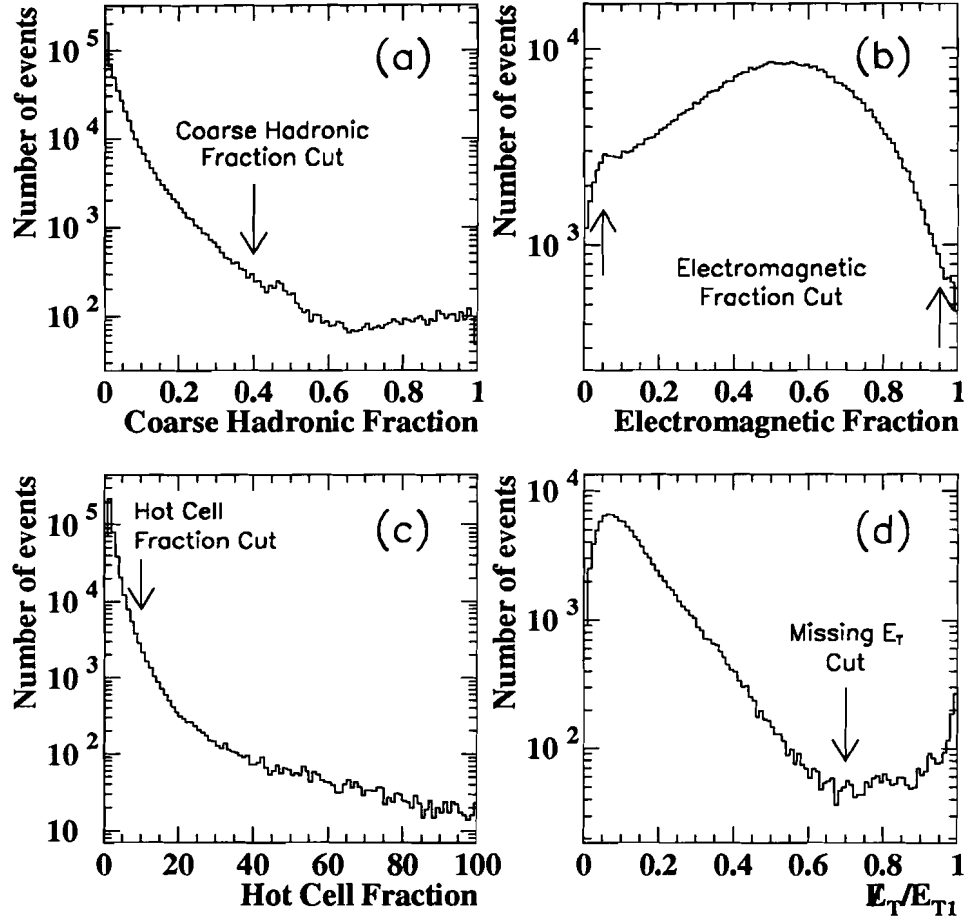 Number of events
10^5
10^4
10^3
10^2
(a)
Coarse Hadronic
Fraction Cut
0 0.2 0.4 0.6 0.8 1
Coarse Hadronic Fraction
Number of events
10^4
10^3
(b)
Electromagnetic
Fraction Cut
0 0.2 0.4 0.6 0.8 1
Electromagnetic Fraction
Number of events
10^5
10^4
10^3
10^2
10
(c)
Hot Cell
Fraction Cut
0 20 40 60 80 100
Hot Cell Fraction
Number of events
10^4
10^3
10^2
(d)
Missing E_T
Cut
0 0.2 0.4 0.6 0.8 1
E̸_T/E_T1